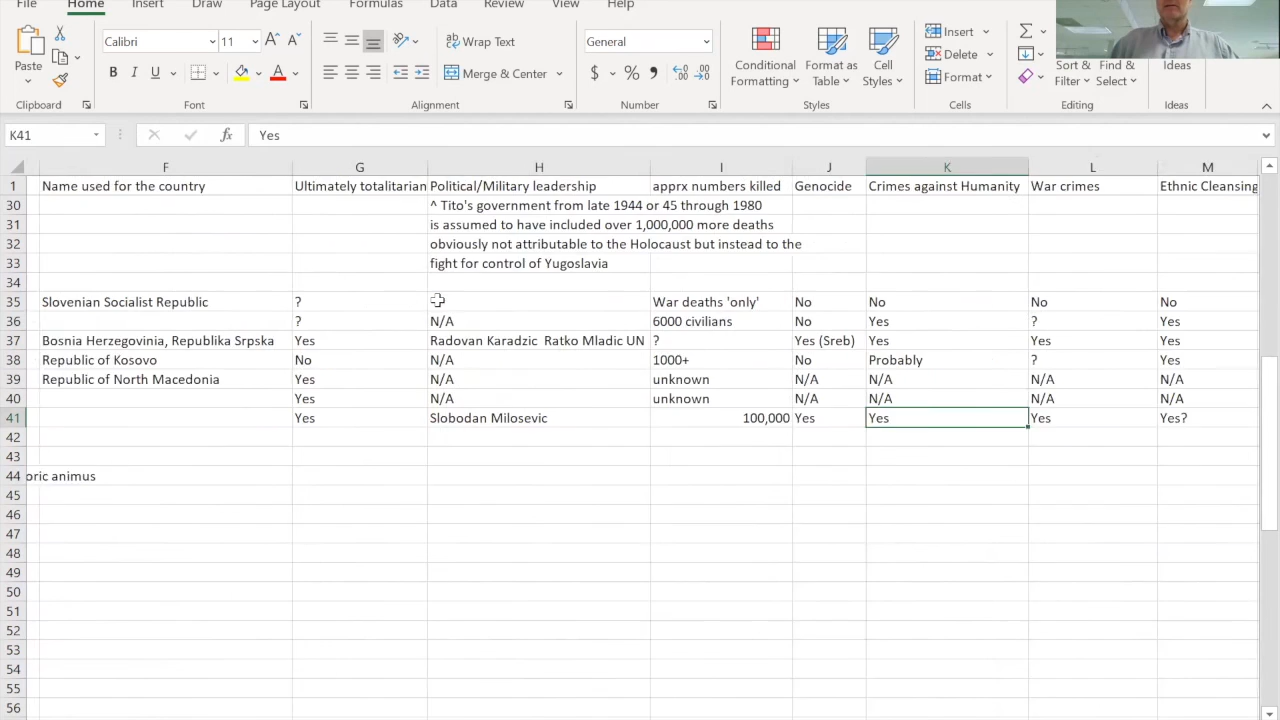 File Home Insert Draw Page Layout Formulas Data Review View Help
Calibri 11 Wrap Text General Insert
Paste B I U A Merge & Center $ % Conditional Formatting Format as Table Cell Styles Delete Format Sort & Filter Find & Select Ideas
Clipboard Font Alignment Number Styles Cells Editing Ideas
K41 fx Yes
F G H I J K L M
1 Name used for the country Ultimately totalitarian Political/Military leadership apprx numbers killed Genocide Crimes against Humanity War crimes Ethnic Cleansing
30 ^ Tito's government from late 1944 or 45 through 1980
31 is assumed to have included over 1,000,000 more deaths
32 obviously not attributable to the Holocaust but instead to the
33 fight for control of Yugoslavia
34
35 Slovenian Socialist Republic ? War deaths 'only' No No No No
36 ? N/A 6000 civilians No Yes ? Yes
37 Bosnia Herzegovinia, Republika Srpska Yes Radovan Karadzic Ratko Mladic UN ? Yes (Sreb) Yes Yes Yes
38 Republic of Kosovo No N/A 1000+ No Probably ? Yes
39 Republic of North Macedonia Yes N/A unknown N/A N/A N/A N/A
40 Yes N/A unknown N/A N/A N/A N/A
41 Yes Slobodan Milosevic 100,000 Yes Yes Yes Yes?
42
43
44 oric animus
45
46
47
48
49
50
51
52
53
54
55
56